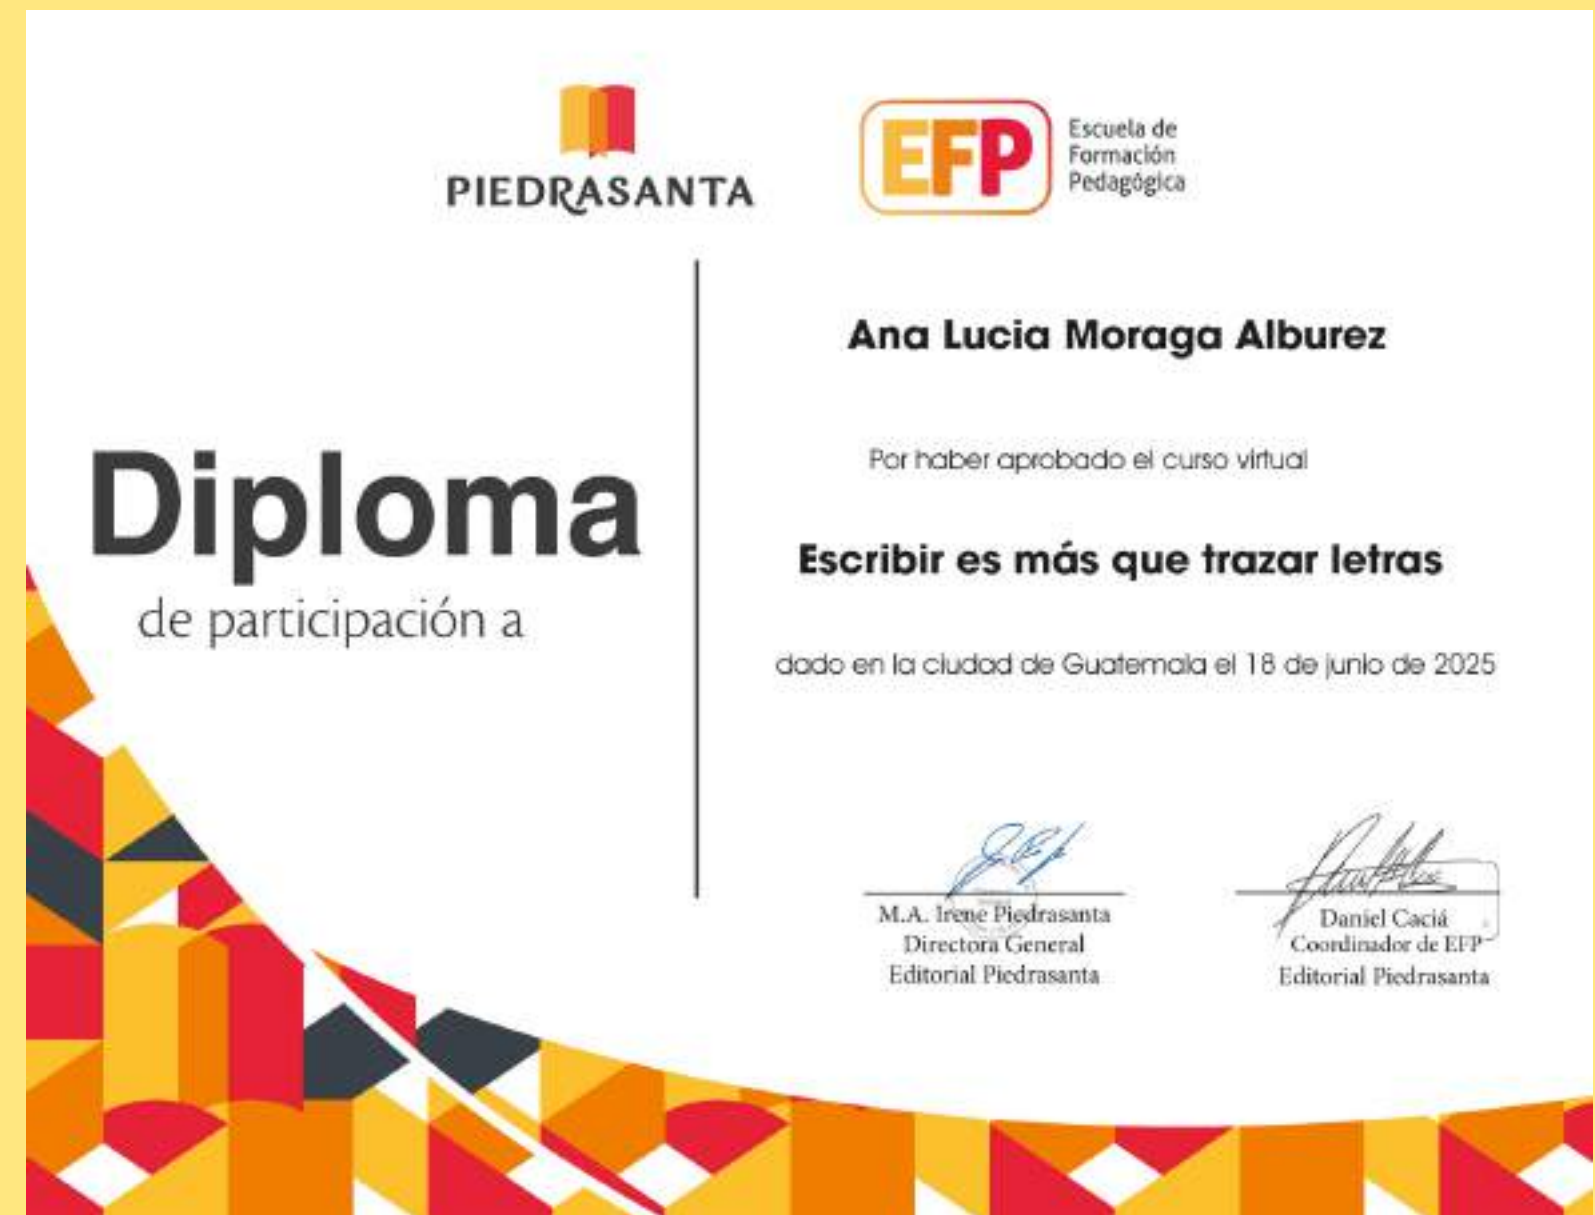 PIEDRASANTA
EFP
Escuela de
Formación
Pedagógica
Diploma
de participación a
Ana Lucia Moraga Alburez
Por haber aprobado el curso virtual
Escribir es más que trazar letras
dado en la ciudad de Guatemala el 18 de junio de 2025
M.A. Irene Piedrasanta
Directora General
Editorial Piedrasanta
Daniel Caciá
Coordinador de EFP
Editorial Piedrasanta